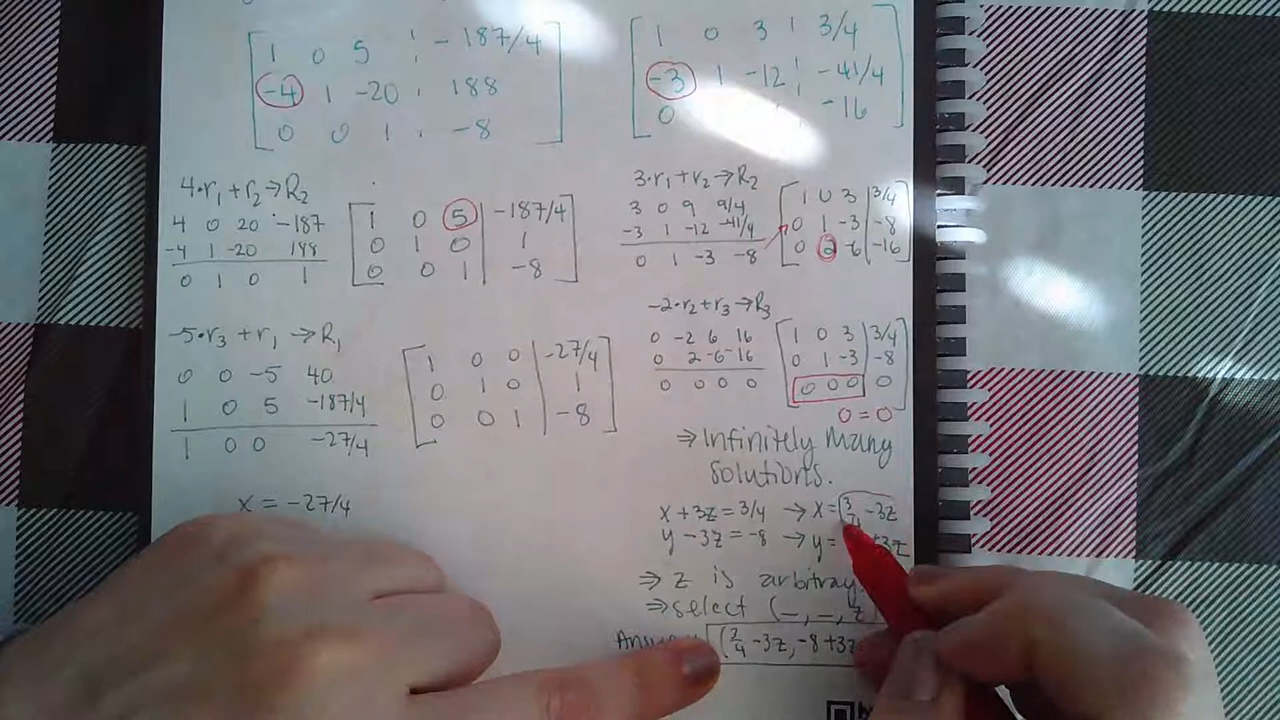 1 0 5 | -187/4
-4 1 -20 | 188
0 0 1 | -8
4·r₁ + r₂ → R₂
4 0 20 -187
-4 1 -20 188
0 1 0 1
1 0 5 | -187/4
0 1 0 | 1
0 0 1 | -8
-5·r₃ + r₁ → R₁
0 0 -5 40
1 0 5 -187/4
1 0 0 -27/4
1 0 0 | -27/4
0 1 0 | 1
0 0 1 | -8
x = -27/4
1 0 3 | 3/4
-3 1 -12 | -41/4
0 | -16
3·r₁ + r₂ → R₂
3 0 9 9/4
-3 1 -12 -41/4
0 1 -3 -8
1 0 3 | 3/4
0 1 -3 | -8
0 2 -6 | -16
-2·r₂ + r₃ → R₃
0 -2 6 16
0 2 -6 -16
0 0 0 0
1 0 3 | 3/4
0 1 -3 | -8
0 0 0 | 0
0 = 0
⇒ Infinitely many
solutions.
x + 3z = 3/4 → x = -3z
y - 3z = -8 → y = +3z
⇒ z is arbitray
⇒ select (_, _, z
-3z, -8+3z